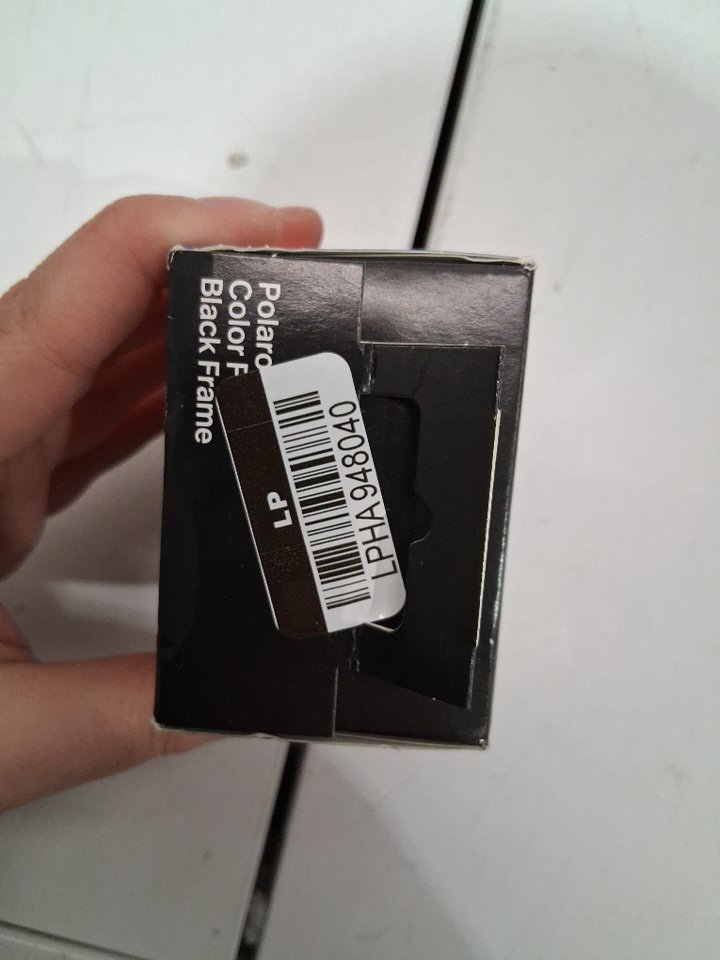 Polaro
Color F
Black Frame
LP
LPHA948040